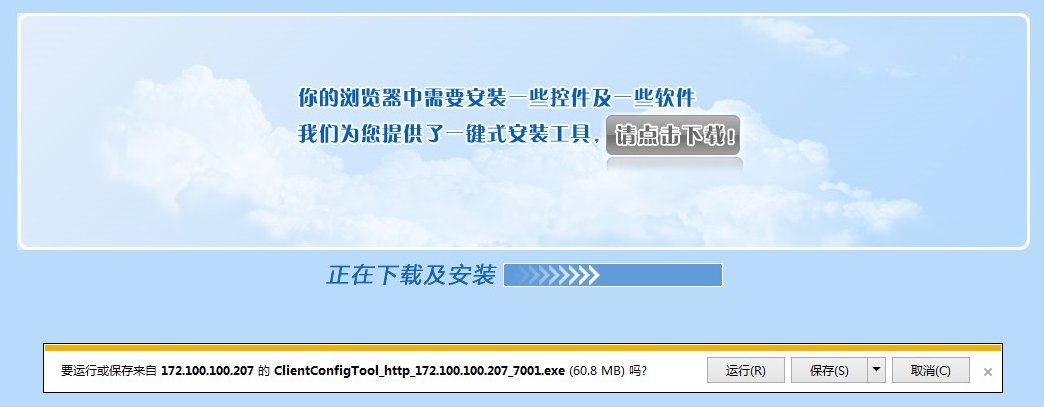 你的浏览器中需要安装一些控件及一些软件
我们为您提供了一键式安装工具，请点击下载!
正在下载及安装
要运行或保存来自 172.100.100.207 的 ClientConfigTool_http_172.100.100.207_7001.exe (60.8 MB) 吗? 运行(R) 保存(S) 取消(C) ×